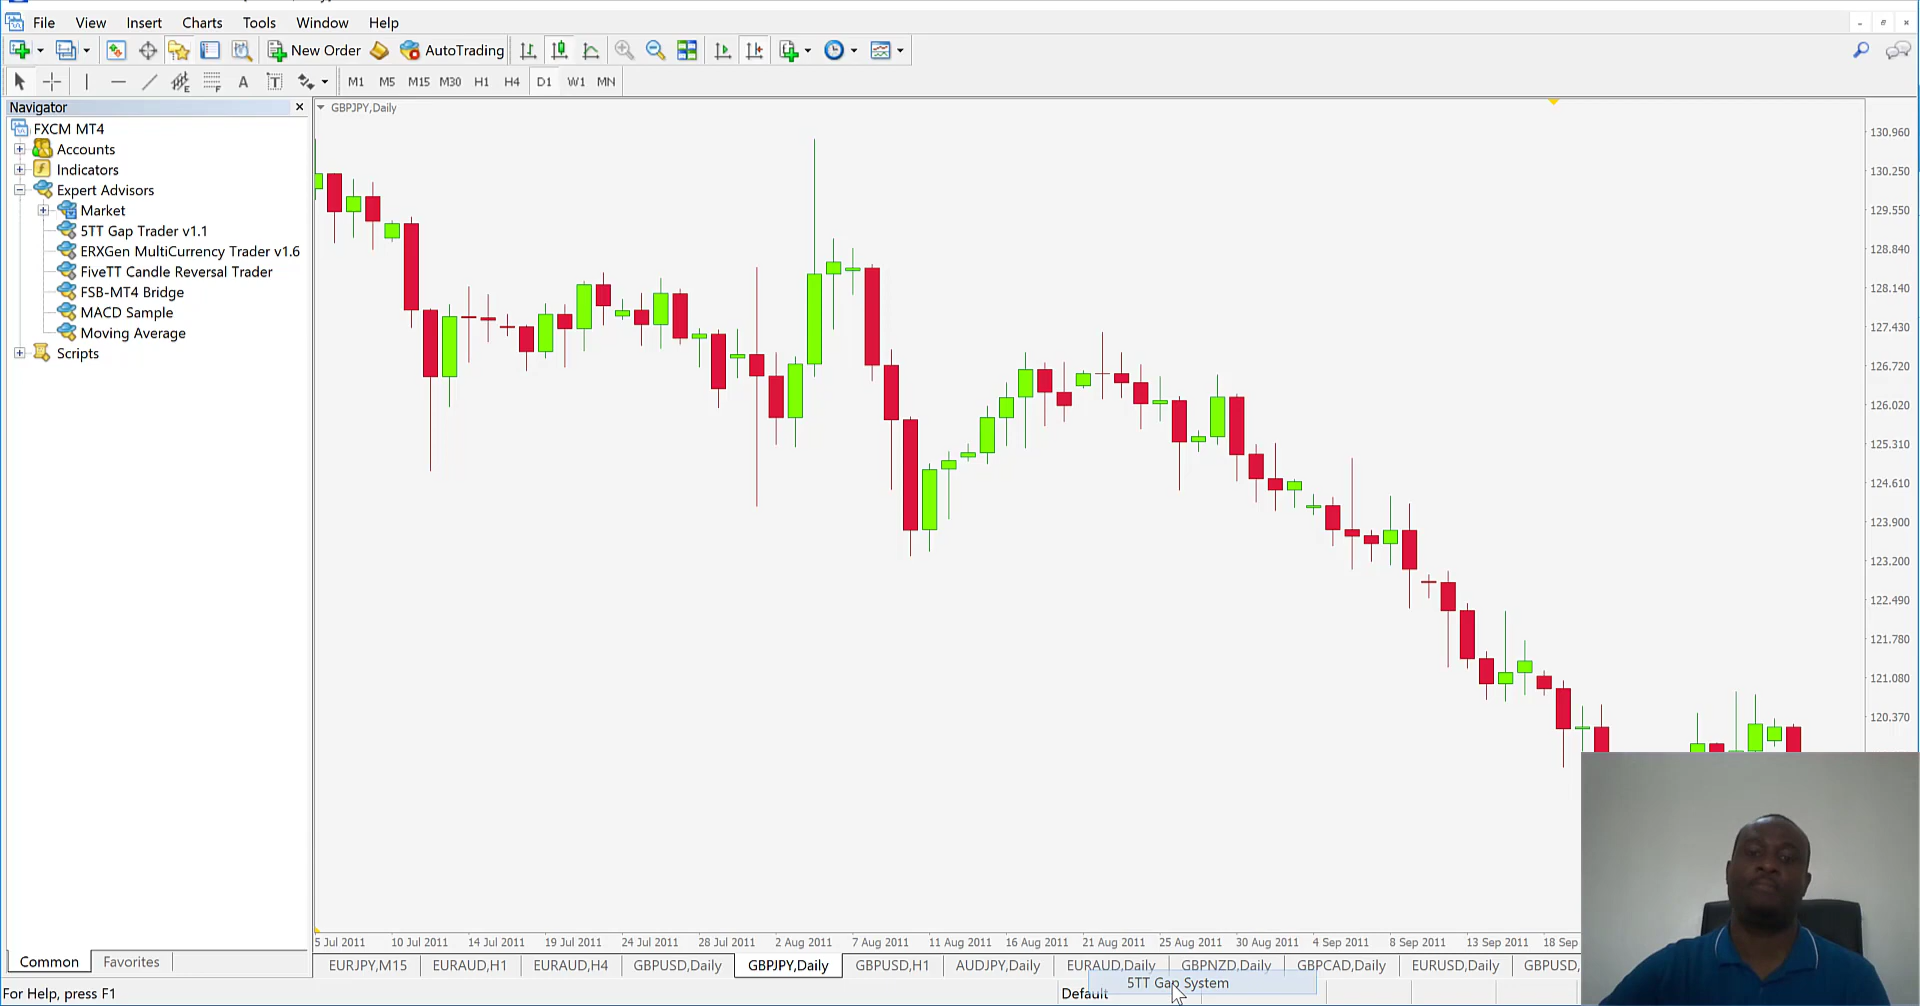 File View Insert Charts Tools Window Help
New Order AutoTrading
A T M1 M5 M15 M30 H1 H4 D1 W1 MN
Navigator
FXCM MT4
Accounts
Indicators
Expert Advisors
Market
5TT Gap Trader v1.1
ERXGen MultiCurrency Trader v1.6
FiveTT Candle Reversal Trader
FSB-MT4 Bridge
MACD Sample
Moving Average
Scripts
Common Favorites
GBPJPY,Daily
130.960
130.250
129.550
128.840
128.140
127.430
126.720
126.020
125.310
124.610
123.900
123.200
122.490
121.780
121.080
120.370
5 Jul 2011 10 Jul 2011 14 Jul 2011 19 Jul 2011 24 Jul 2011 28 Jul 2011 2 Aug 2011 7 Aug 2011 11 Aug 2011 16 Aug 2011 21 Aug 2011 25 Aug 2011 30 Aug 2011 4 Sep 2011 8 Sep 2011 13 Sep 2011 18 Sep
EURJPY,M15 EURAUD,H1 EURAUD,H4 GBPUSD,Daily GBPJPY,Daily GBPUSD,H1 AUDJPY,Daily EURAUD,Daily GBPNZD,Daily GBPCAD,Daily EURUSD,Daily GBPUSD,
5TT Gap System
For Help, press F1 Default